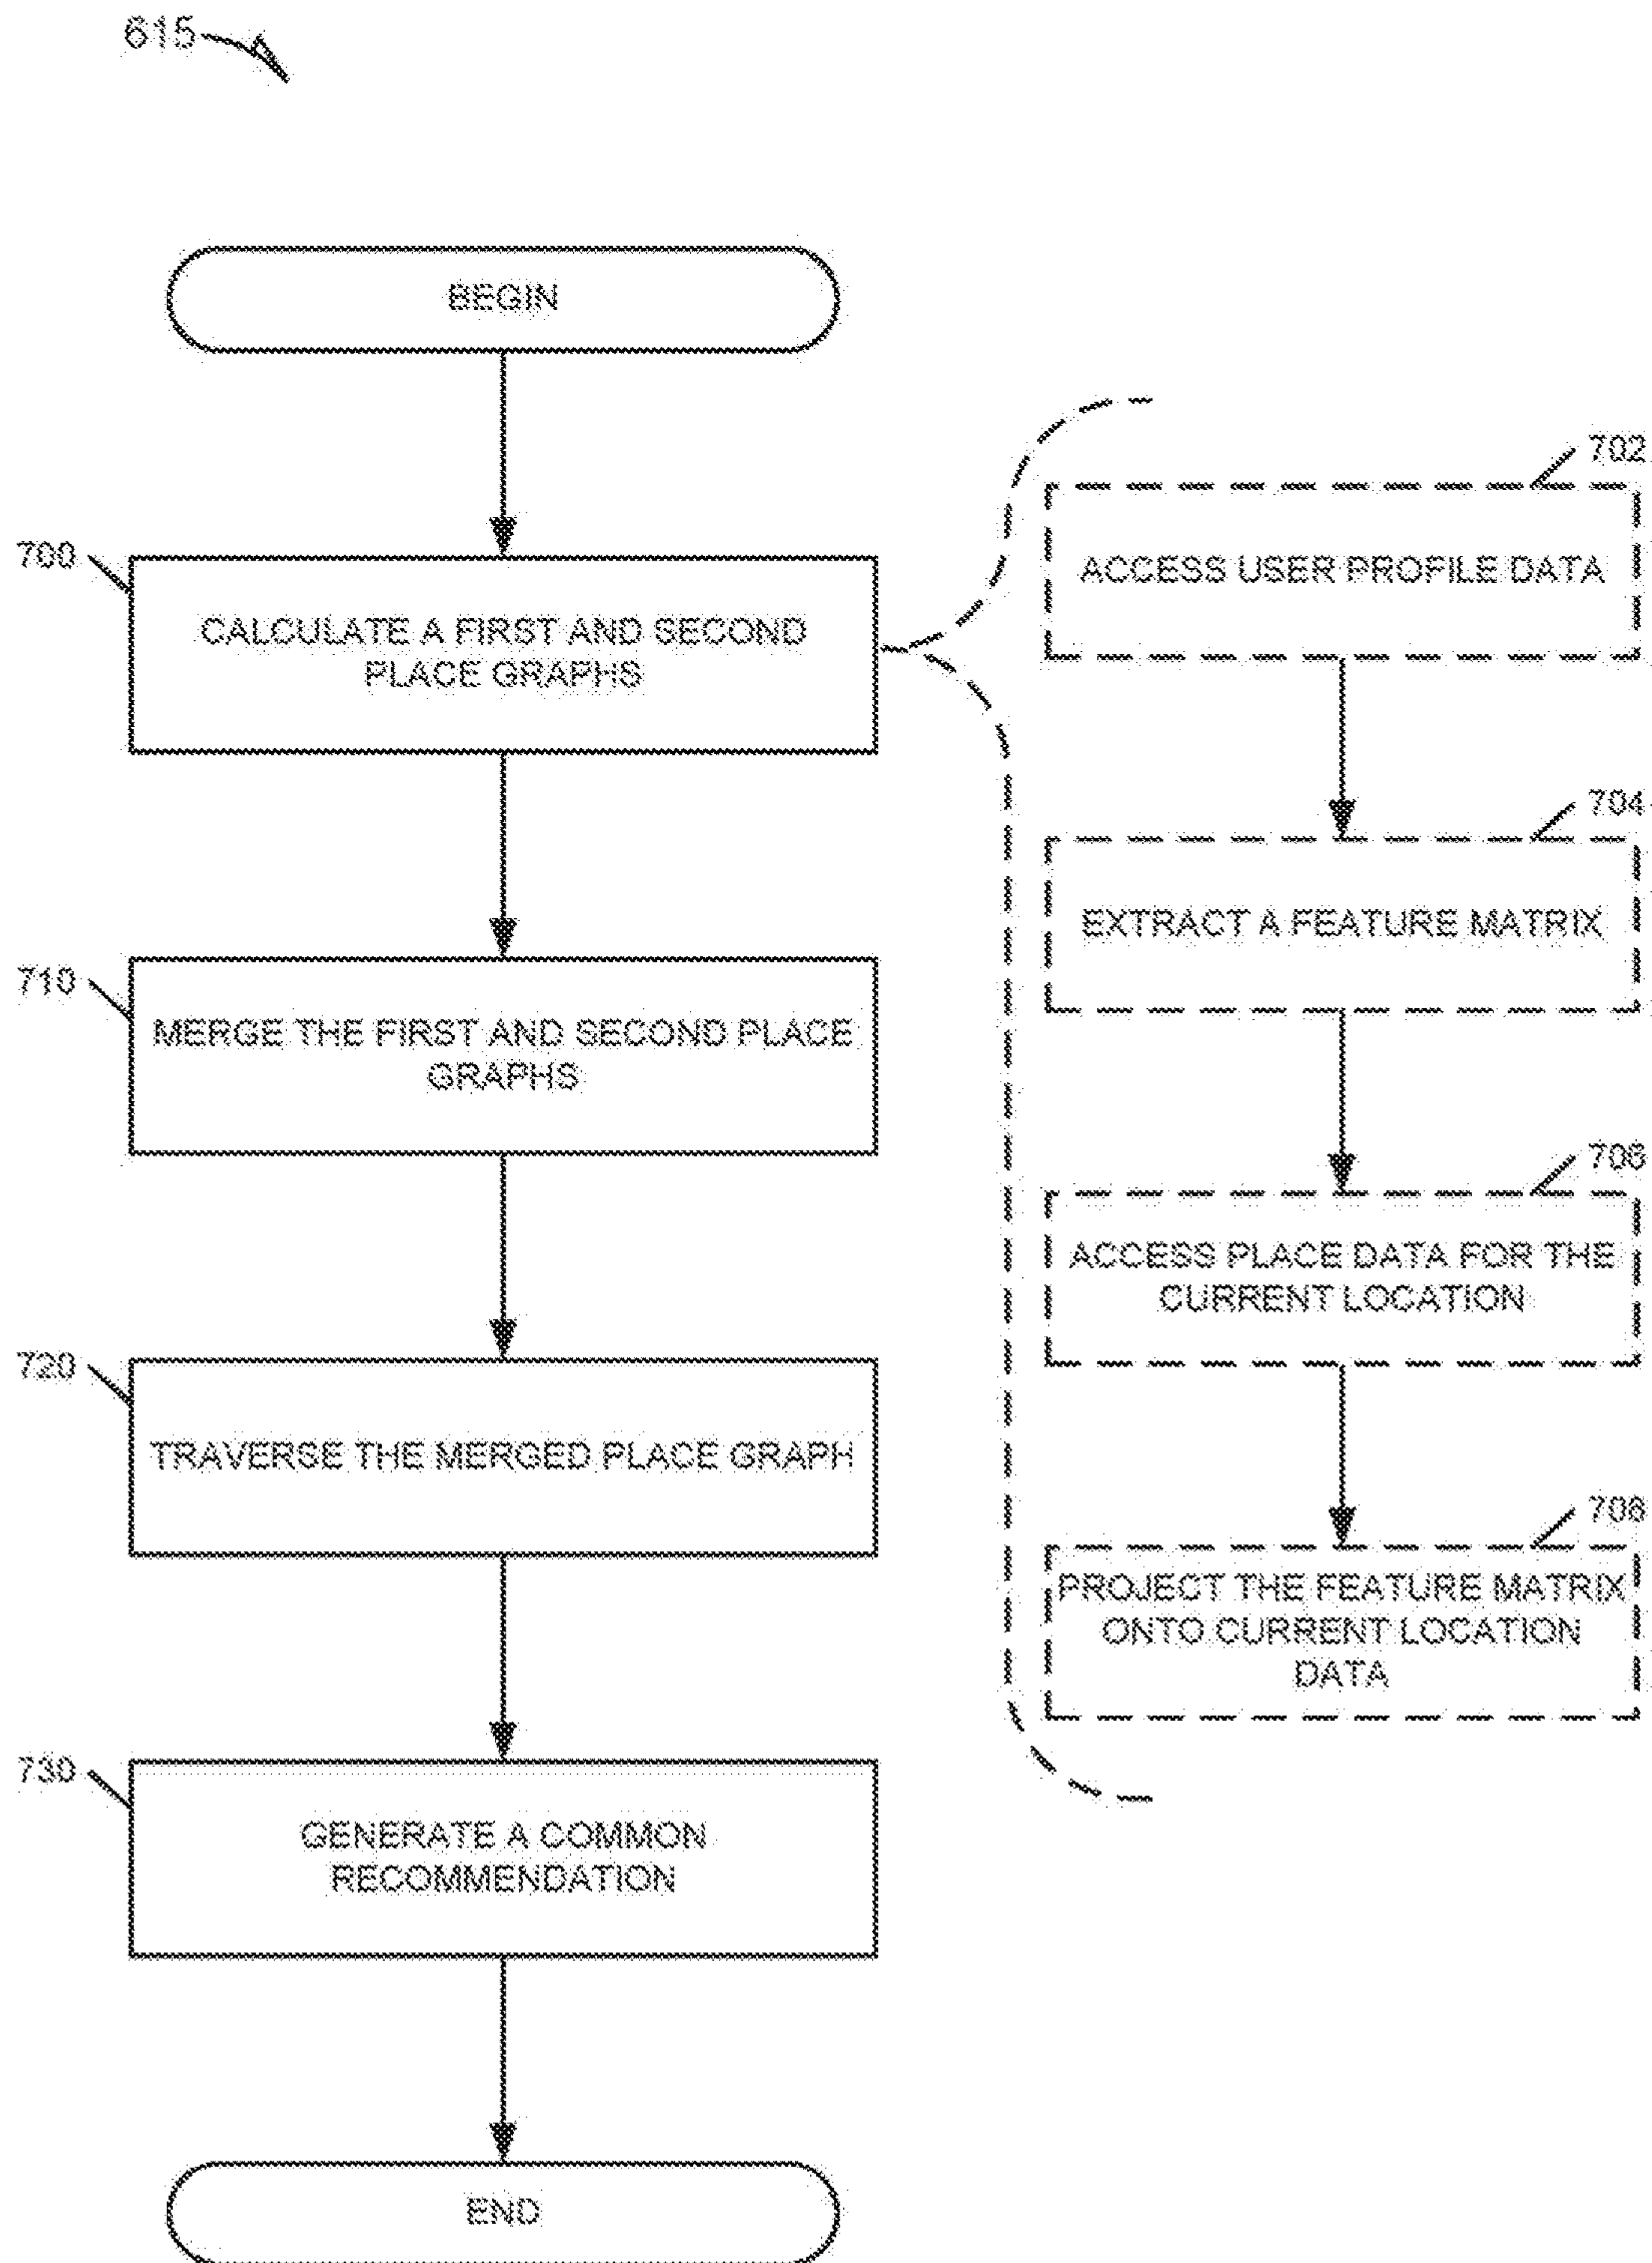 615
BEGIN
700
CALCULATE A FIRST AND SECOND
PLACE GRAPHS
710
MERGE THE FIRST AND SECOND PLACE
GRAPHS
720
TRAVERSE THE MERGED PLACE GRAPH
730
GENERATE A COMMON
RECOMMENDATION
END
702
ACCESS USER PROFILE DATA
704
EXTRACT A FEATURE MATRIX
706
ACCESS PLACE DATA FOR THE
CURRENT LOCATION
708
PROJECT THE FEATURE MATRIX
ONTO CURRENT LOCATION
DATA